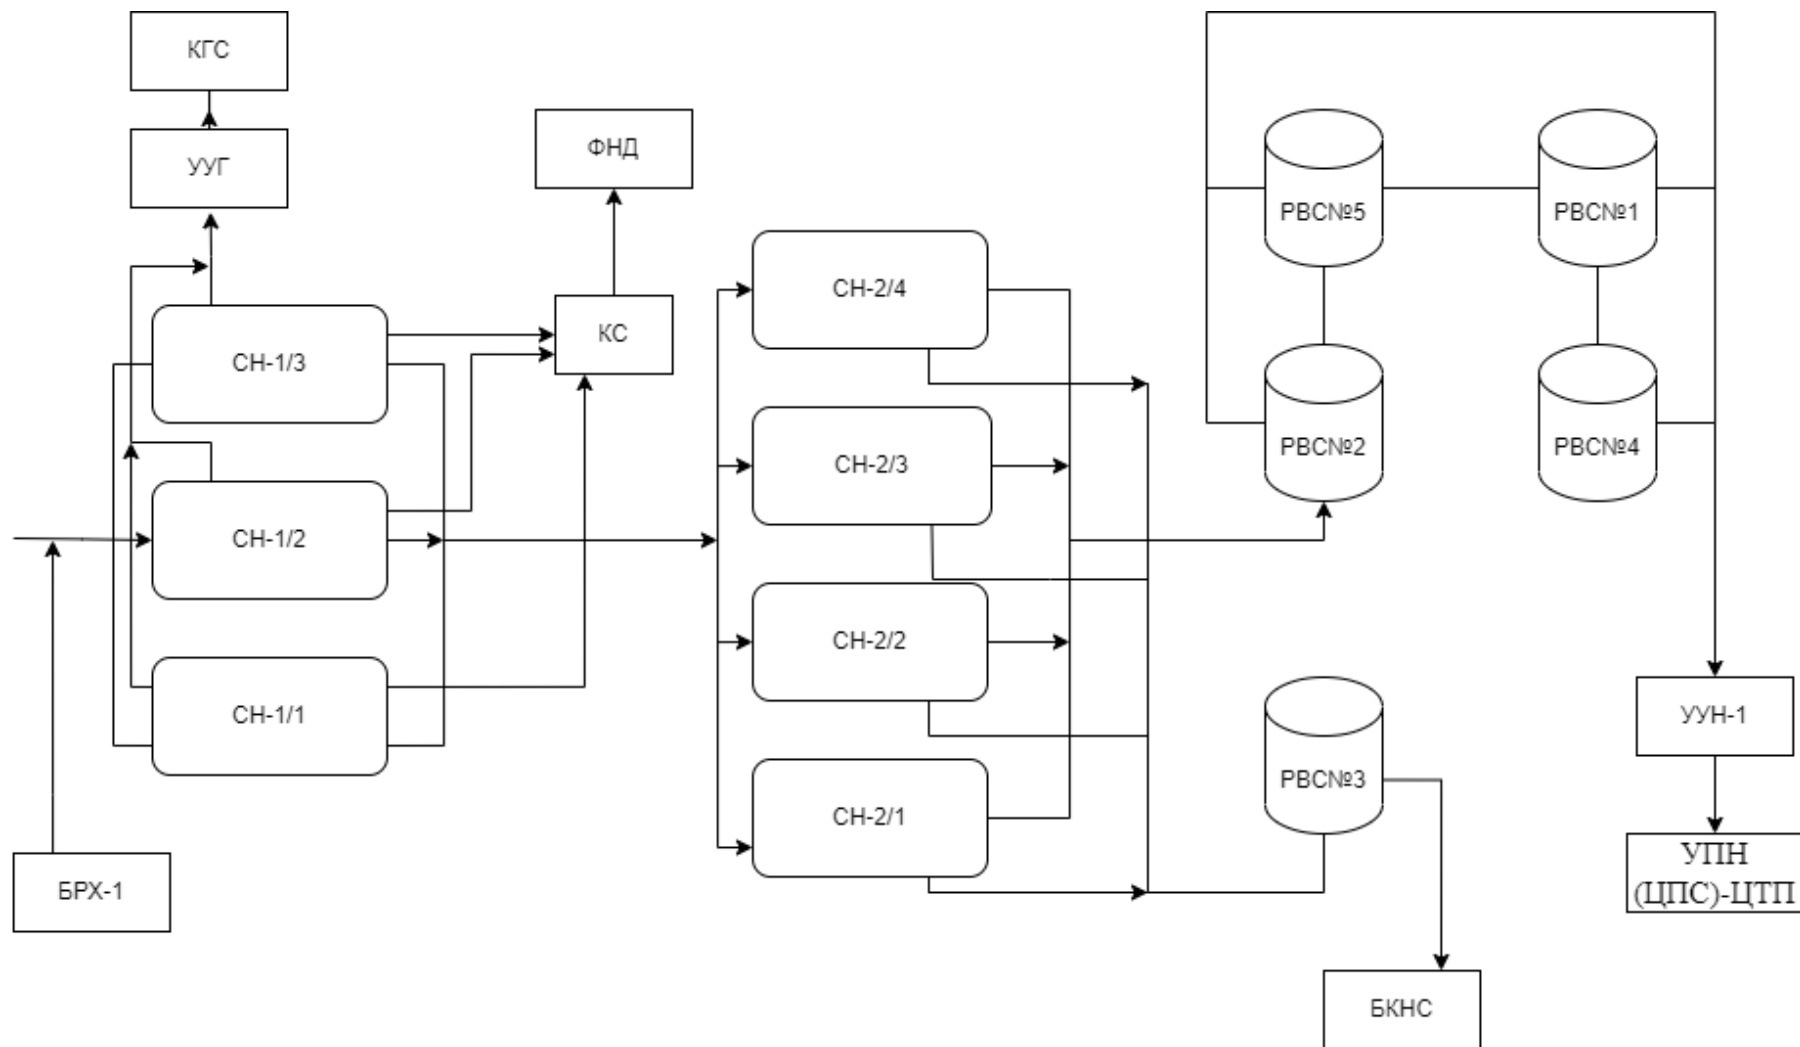 КГС
УУГ
ФНД
РВС№5
РВС№1
СН-2/4
КС
СН-1/3
РВС№2
РВС№4
СН-2/3
СН-1/2
СН-2/2
СН-1/1
УУН-1
РВС№3
СН-2/1
БРХ-1
УПН
(ЦПС)-ЦТП
БКНС